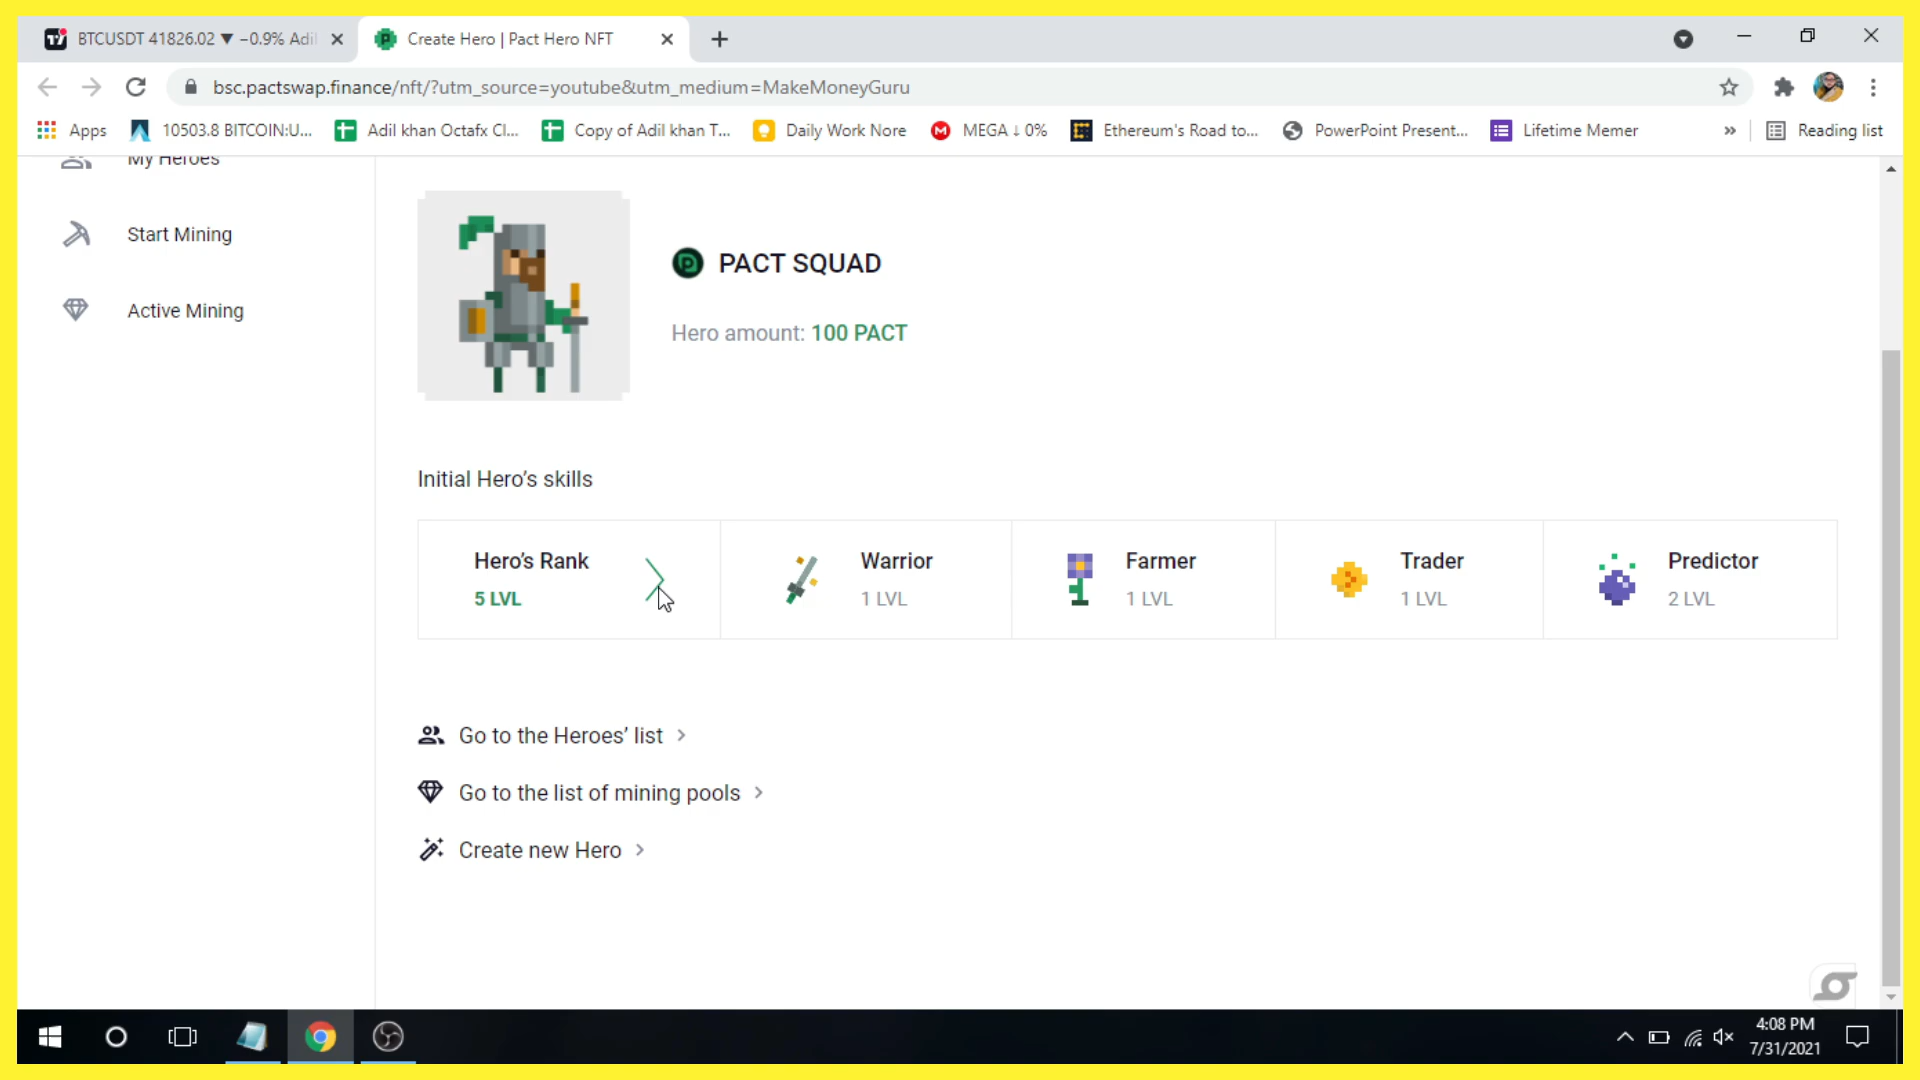 BTCUSDT 41826.02 ▼ −0.9% Adil
Create Hero | Pact Hero NFT
bsc.pactswap.finance/nft/?utm_source=youtube&utm_medium=MakeMoneyGuru
Apps
10503.8 BITCOIN:U...
Adil khan Octafx Cl...
Copy of Adil khan T...
Daily Work Nore
MEGA ↓ 0%
Ethereum's Road to...
PowerPoint Present...
Lifetime Memer
»
Reading list
My Heroes
Start Mining
Active Mining
PACT SQUAD
Hero amount: 100 PACT
Initial Hero’s skills
Hero’s Rank
5 LVL
Warrior
1 LVL
Farmer
1 LVL
Trader
1 LVL
Predictor
2 LVL
Go to the Heroes’ list
Go to the list of mining pools
Create new Hero
4:08 PM
7/31/2021